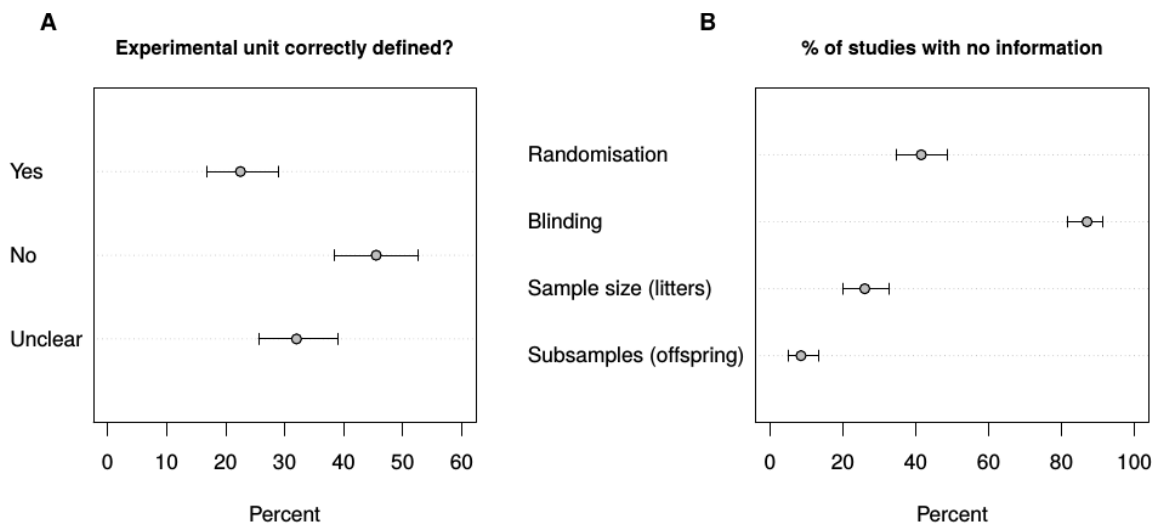 A
Experimental unit correctly defined?
Yes
No
Unclear
0 10 20 30 40 50 60
Percent
B
% of studies with no information
Randomisation
Blinding
Sample size (litters)
Subsamples (offspring)
0 20 40 60 80 100
Percent